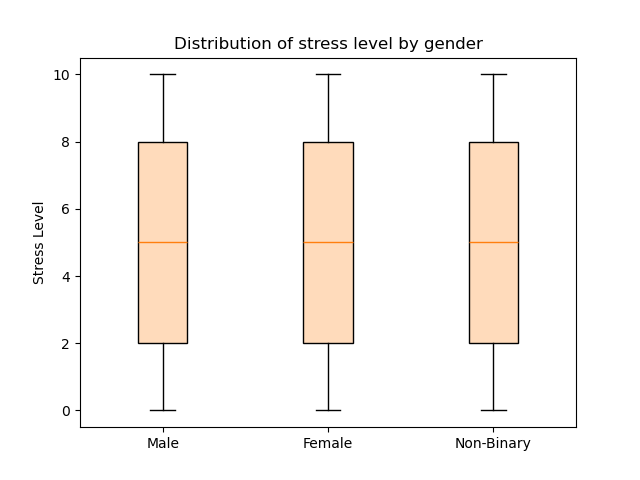 Distribution of stress level by gender
Stress Level
10
8
6
4
2
0
Male
Female
Non-Binary